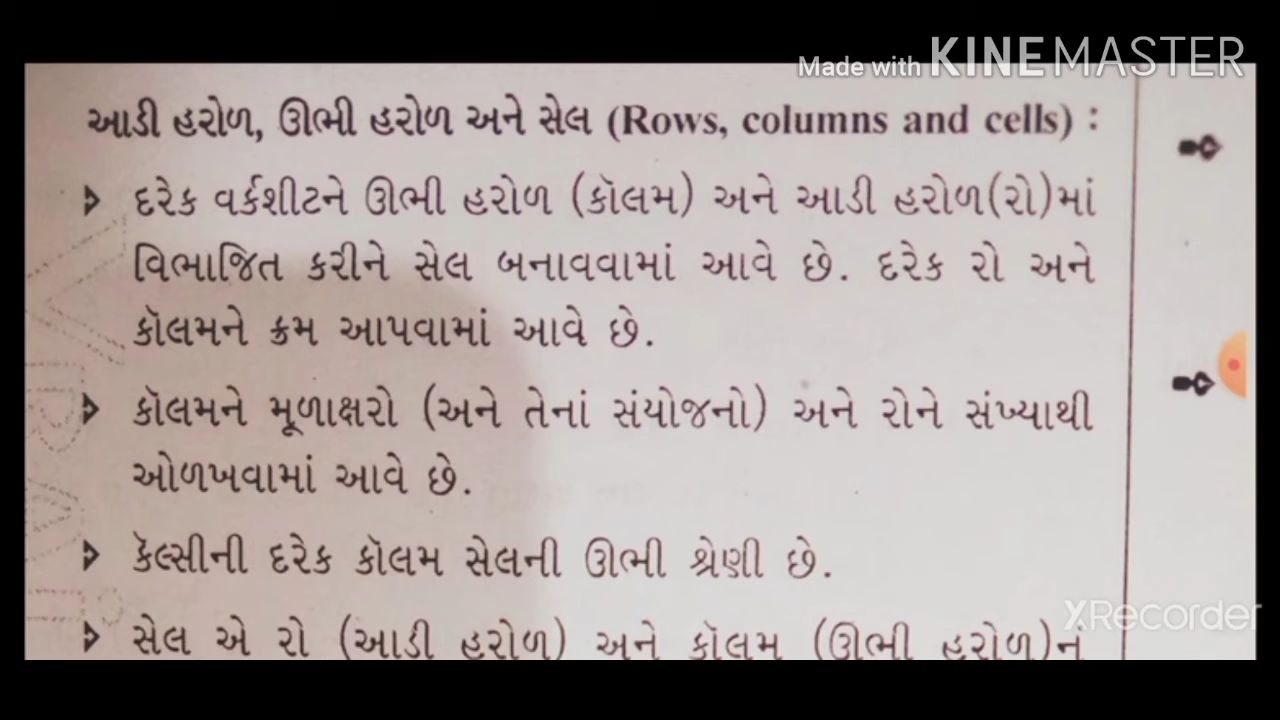 Made with KINEMASTER
આડી હરોળ, ઊભી હરોળ અને સેલ (Rows, columns and cells) :
દરેક વર્કશીટને ઊભી હરોળ (કૉલમ) અને આડી હરોળ(રો)માં
વિભાજિત કરીને સેલ બનાવવામાં આવે છે. દરેક રો અને
કૉલમને ક્રમ આપવામાં આવે છે.
કૉલમને મૂળાક્ષરો (અને તેનાં સંયોજનો) અને રોને સંખ્યાથી
ઓળખવામાં આવે છે.
કૅલ્સીની દરેક કૉલમ સેલની ઊભી શ્રેણી છે.
XRecorder
સેલ એ રો (આડી હરોળ) અને કૉલમ (ઊભી હરોળ)નું